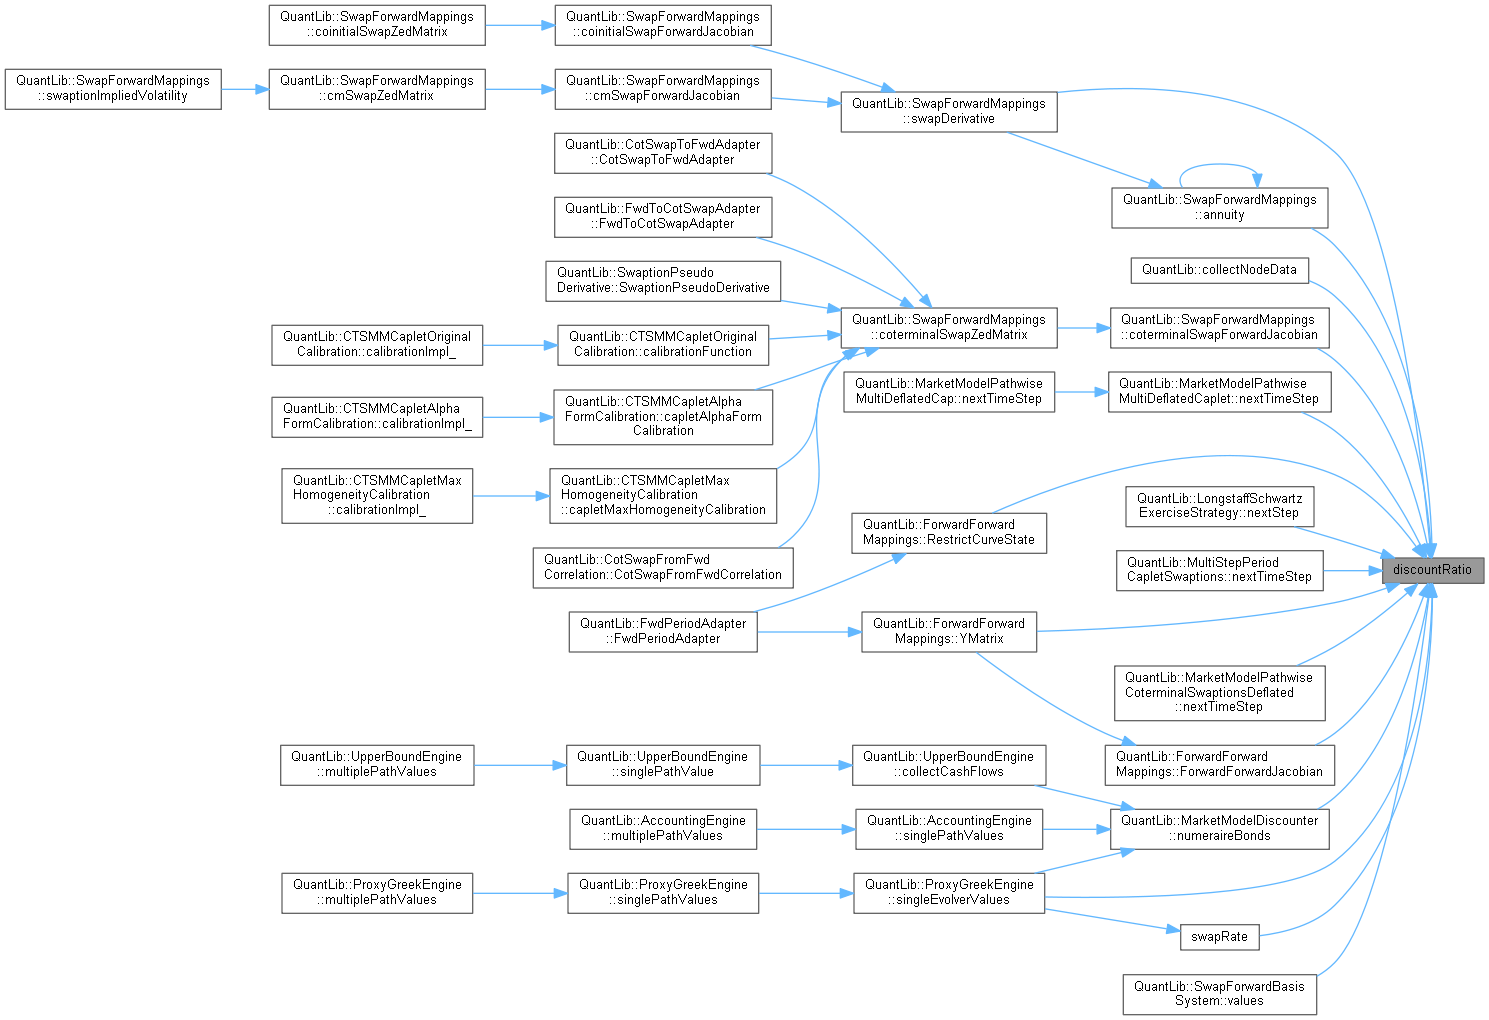 QuantLib::SwapForwardMappings
::coinitialSwapZedMatrix
QuantLib::SwapForwardMappings
::coinitialSwapForwardJacobian
QuantLib::SwapForwardMappings
::swaptionImpliedVolatility
QuantLib::SwapForwardMappings
::cmSwapZedMatrix
QuantLib::SwapForwardMappings
::cmSwapForwardJacobian
QuantLib::SwapForwardMappings
::swapDerivative
QuantLib::CotSwapToFwdAdapter
::CotSwapToFwdAdapter
QuantLib::SwapForwardMappings
::annuity
QuantLib::FwdToCotSwapAdapter
::FwdToCotSwapAdapter
QuantLib::collectNodeData
QuantLib::SwaptionPseudo
Derivative::SwaptionPseudoDerivative
QuantLib::SwapForwardMappings
::coterminalSwapZedMatrix
QuantLib::SwapForwardMappings
::coterminalSwapForwardJacobian
QuantLib::CTSMMCapletOriginal
Calibration::calibrationImpl_
QuantLib::CTSMMCapletOriginal
Calibration::calibrationFunction
QuantLib::MarketModelPathwise
MultiDeflatedCap::nextTimeStep
QuantLib::MarketModelPathwise
MultiDeflatedCaplet::nextTimeStep
QuantLib::CTSMMCapletAlpha
FormCalibration::calibrationImpl_
QuantLib::CTSMMCapletAlpha
FormCalibration::capletAlphaForm
Calibration
QuantLib::CTSMMCapletMax
HomogeneityCalibration
::calibrationImpl_
QuantLib::CTSMMCapletMax
HomogeneityCalibration
::capletMaxHomogeneityCalibration
QuantLib::LongstaffSchwartz
ExerciseStrategy::nextStep
QuantLib::ForwardForward
Mappings::RestrictCurveState
QuantLib::CotSwapFromFwd
Correlation::CotSwapFromFwdCorrelation
QuantLib::MultiStepPeriod
CapletSwaptions::nextTimeStep
discountRatio
QuantLib::FwdPeriodAdapter
::FwdPeriodAdapter
QuantLib::ForwardForward
Mappings::YMatrix
QuantLib::MarketModelPathwise
CoterminalSwaptionsDeflated
::nextTimeStep
QuantLib::UpperBoundEngine
::multiplePathValues
QuantLib::UpperBoundEngine
::singlePathValue
QuantLib::UpperBoundEngine
::collectCashFlows
QuantLib::ForwardForward
Mappings::ForwardForwardJacobian
QuantLib::AccountingEngine
::multiplePathValues
QuantLib::AccountingEngine
::singlePathValues
QuantLib::MarketModelDiscounter
::numeraireBonds
QuantLib::ProxyGreekEngine
::multiplePathValues
QuantLib::ProxyGreekEngine
::singlePathValues
QuantLib::ProxyGreekEngine
::singleEvolverValues
swapRate
QuantLib::SwapForwardBasis
System::values